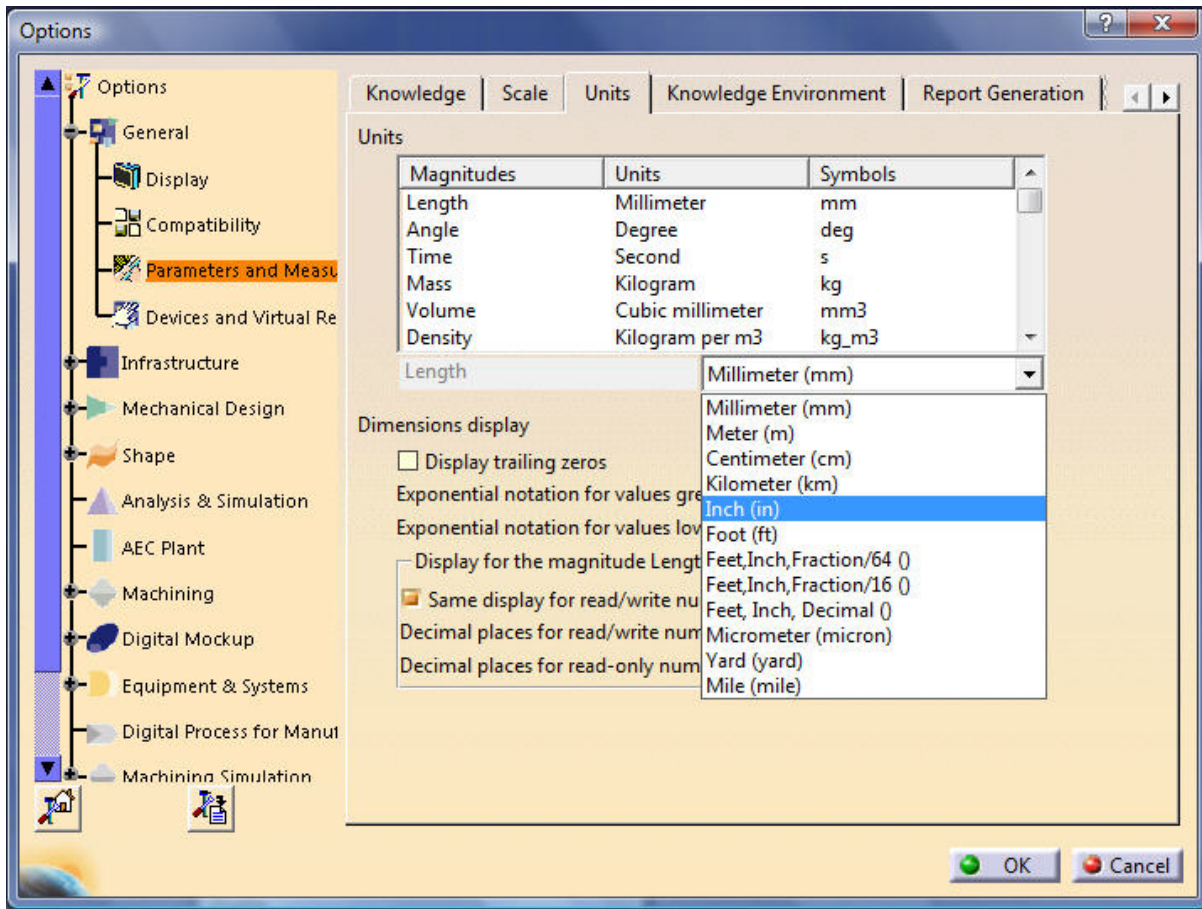 Options
Options
General
Display
Compatibility
Parameters and Measu
Devices and Virtual Re
Infrastructure
Mechanical Design
Shape
Analysis & Simulation
AEC Plant
Machining
Digital Mockup
Equipment & Systems
Digital Process for Manuf
Machining Simulation
Knowledge Scale Units Knowledge Environment Report Generation
Units
Magnitudes Units Symbols
Length Millimeter mm
Angle Degree deg
Time Second s
Mass Kilogram kg
Volume Cubic millimeter mm3
Density Kilogram per m3 kg_m3
Length Millimeter (mm)
Millimeter (mm)
Meter (m)
Centimeter (cm)
Kilometer (km)
Inch (in)
Foot (ft)
Feet,Inch,Fraction/64 ()
Feet,Inch,Fraction/16 ()
Feet, Inch, Decimal ()
Micrometer (micron)
Yard (yard)
Mile (mile)
Dimensions display
Display trailing zeros
Exponential notation for values gre
Exponential notation for values low
Display for the magnitude Lengt
Same display for read/write nu
Decimal places for read/write num
Decimal places for read-only num
OK Cancel